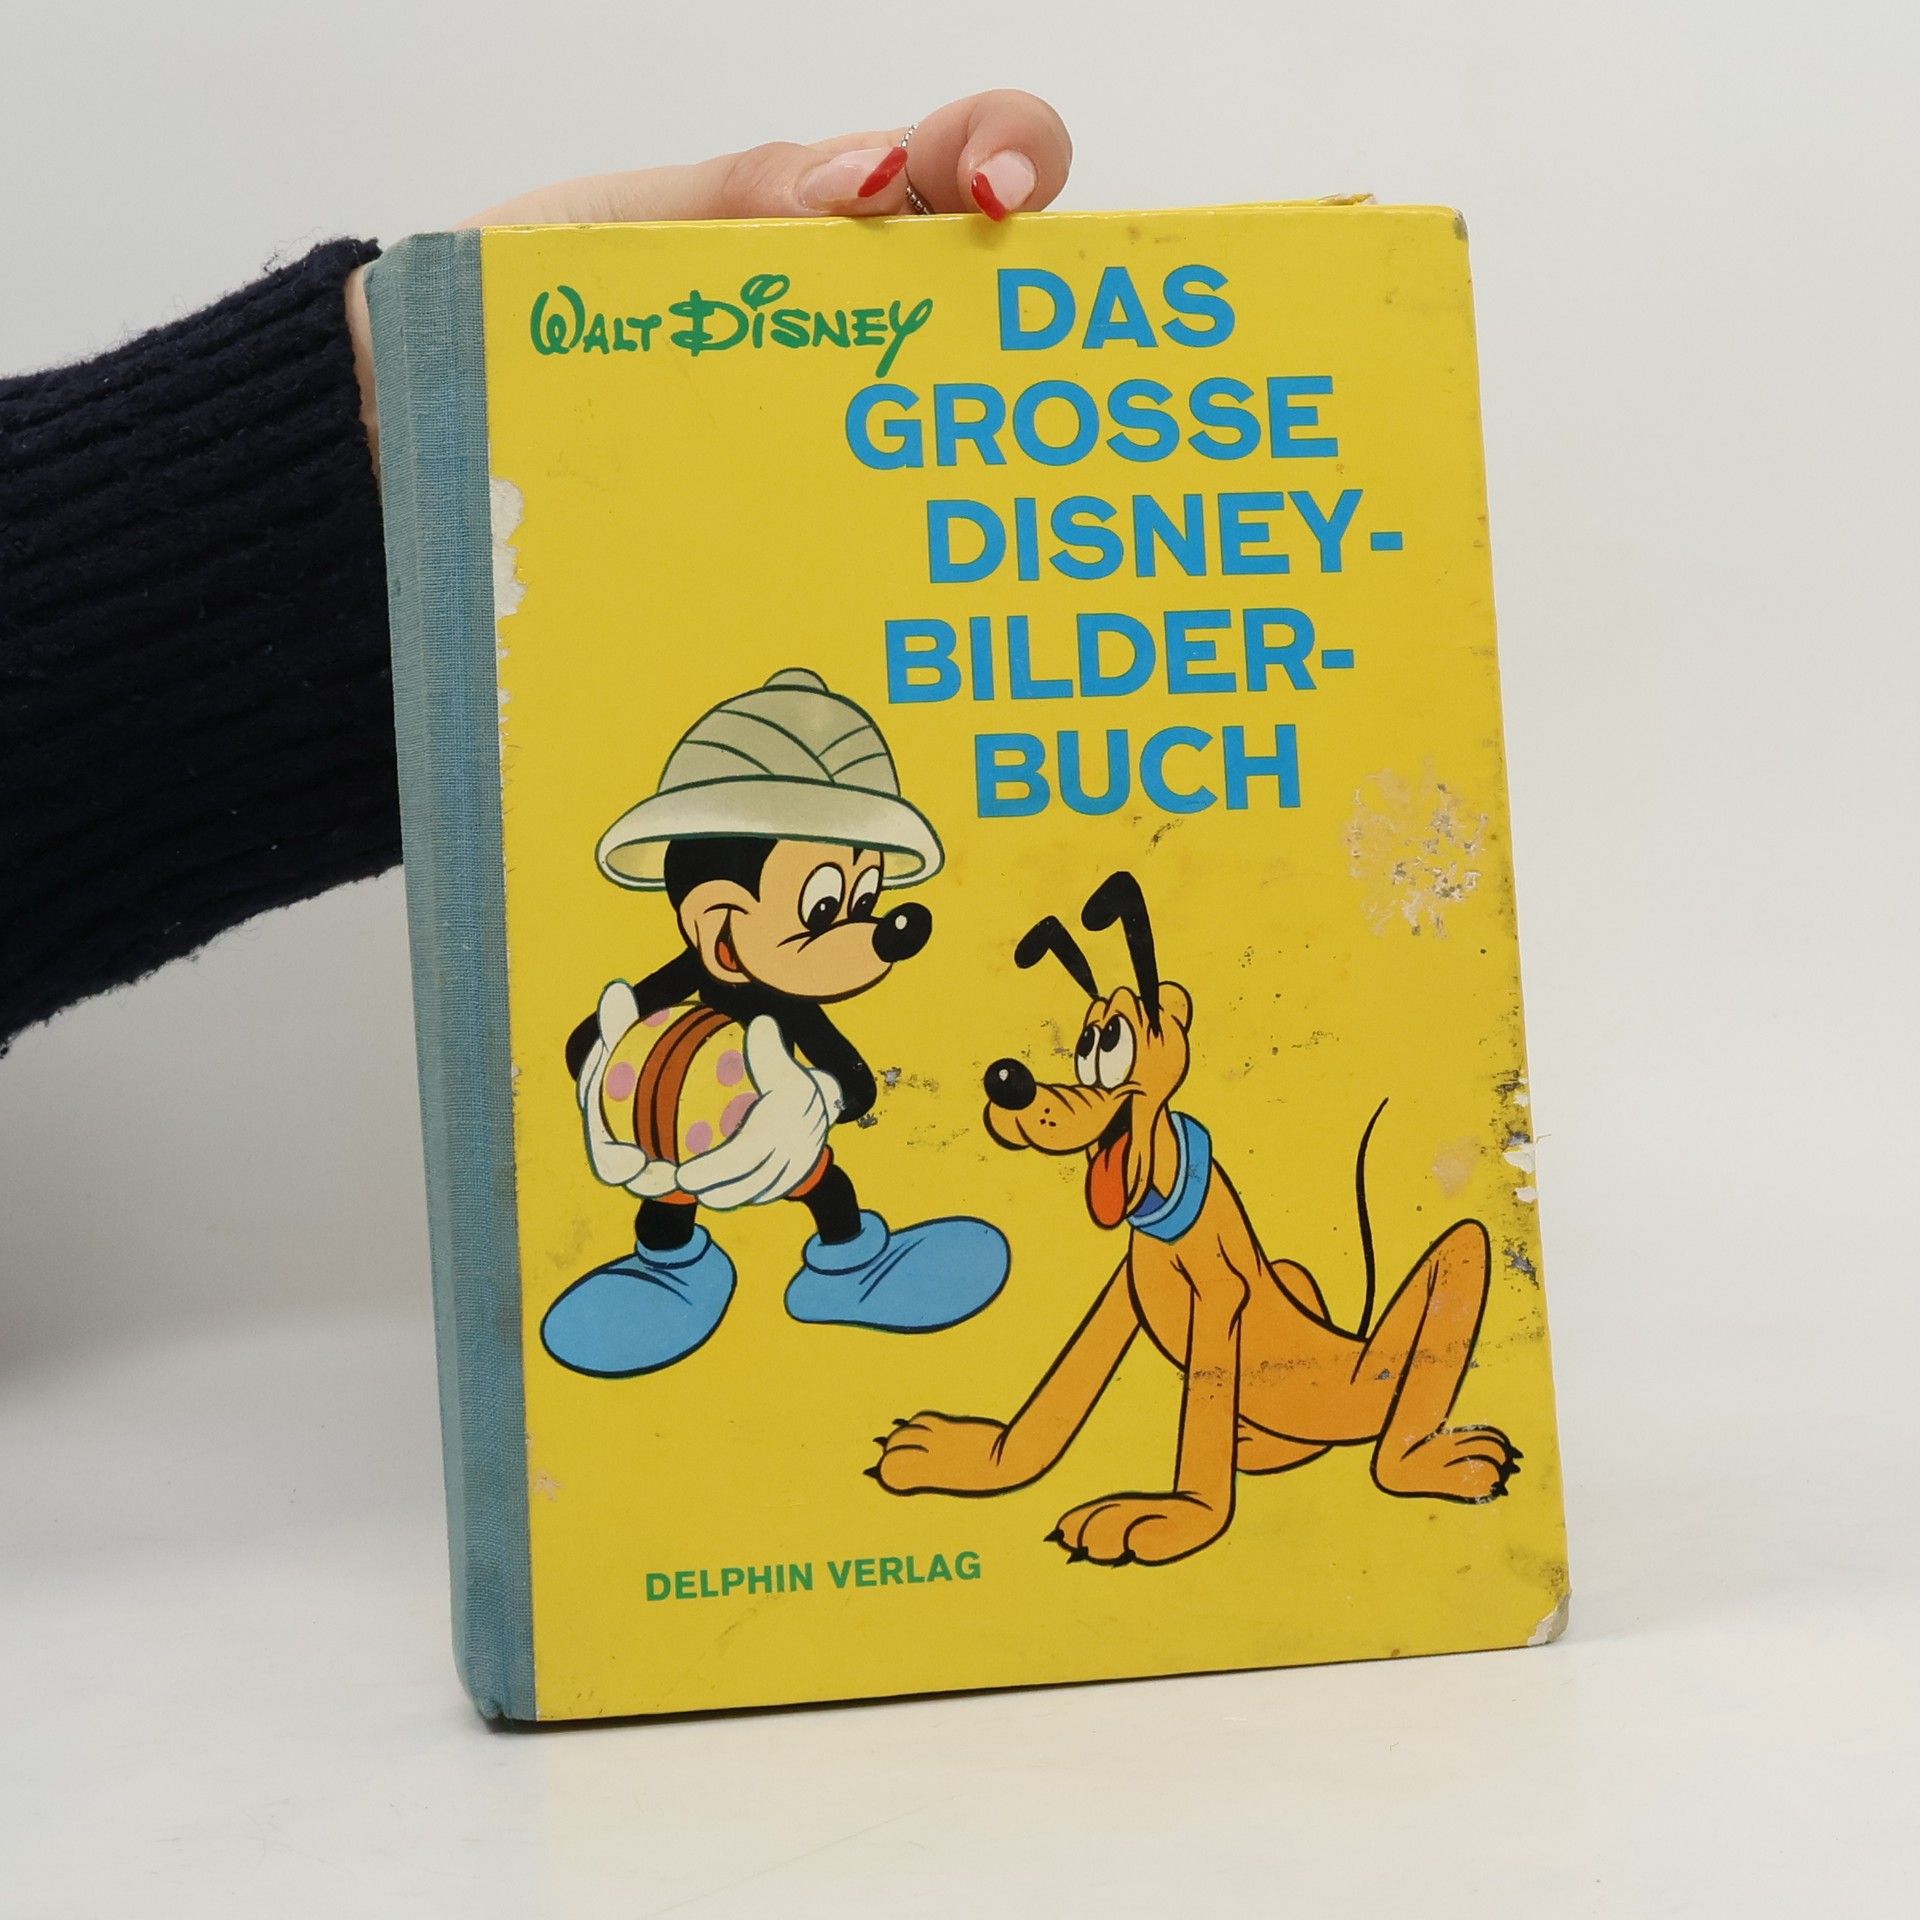 WALT DISNEY
DAS
GROSSE
DISNEY-
BILDER-
BUCH
DELPHIN VERLAG